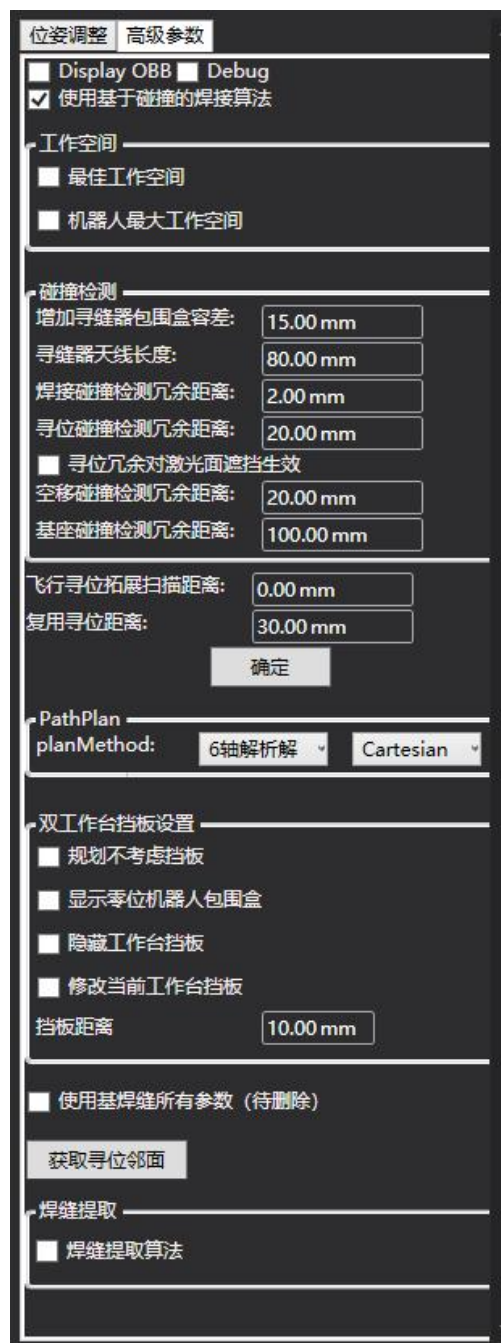 位姿调整 高级参数
Display OBB Debug
使用基于碰撞的焊接算法
工作空间
最佳工作空间
机器人最大工作空间
碰撞检测
增加寻缝器包围盒容差: 15.00 mm
寻缝器天线长度: 80.00 mm
焊接碰撞检测冗余距离: 2.00 mm
寻位碰撞检测冗余距离: 20.00 mm
寻位冗余对激光面遮挡生效
空移碰撞检测冗余距离: 20.00 mm
基座碰撞检测冗余距离: 100.00 mm
飞行寻位拓展扫描距离: 0.00 mm
复用寻位距离: 30.00 mm
确定
PathPlan
planMethod: 6轴解析解 Cartesian
双工作台挡板设置
规划不考虑挡板
显示零位机器人包围盒
隐藏工作台挡板
修改当前工作台挡板
挡板距离 10.00 mm
使用基焊缝所有参数（待删除）
获取寻位邻面
焊缝提取
焊缝提取算法